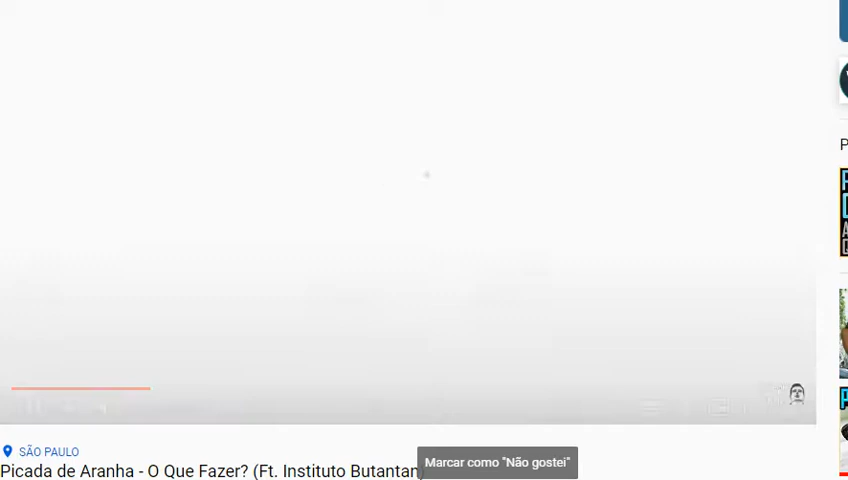 SÃO PAULO
Picada de Aranha - O Que Fazer? (Ft. Instituto Butantan)
Marcar como "Não gostei"